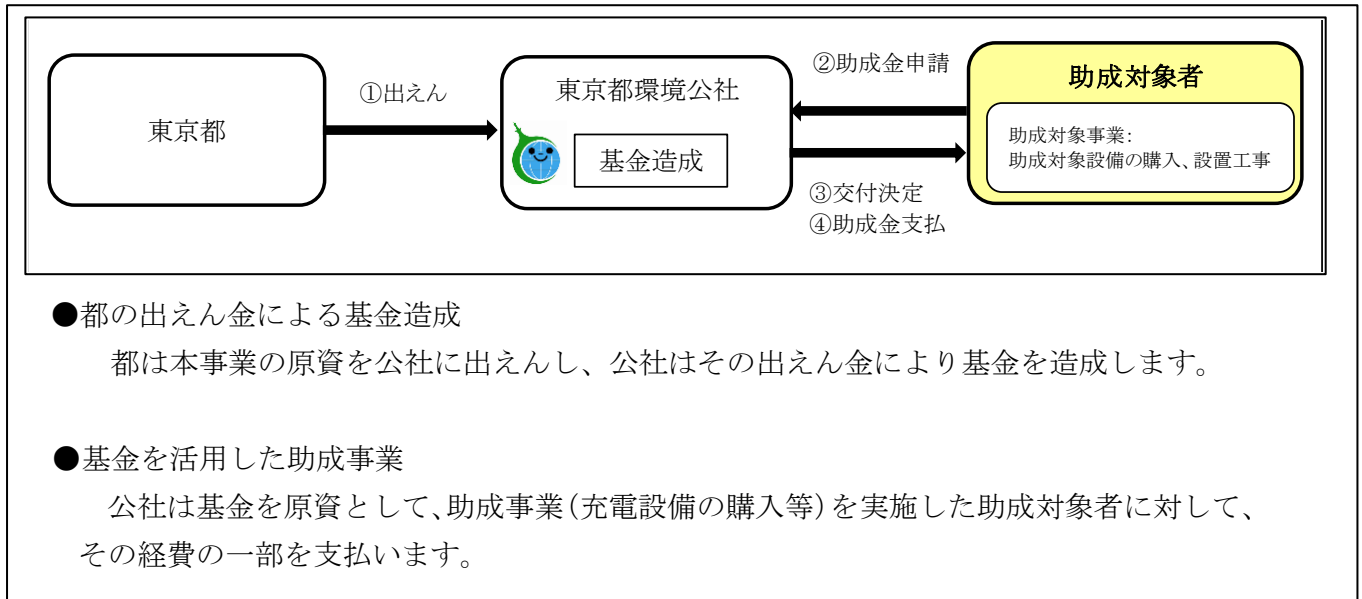 東京都
①出えん
東京都環境公社
基金造成
②助成金申請
③交付決定
④助成金支払
助成対象者
助成対象事業:
助成対象設備の購入、設置工事
●都の出えん金による基金造成
都は本事業の原資を公社に出えんし、公社はその出えん金により基金を造成します。
●基金を活用した助成事業
公社は基金を原資として、助成事業(充電設備の購入等)を実施した助成対象者に対して、
その経費の一部を支払います。